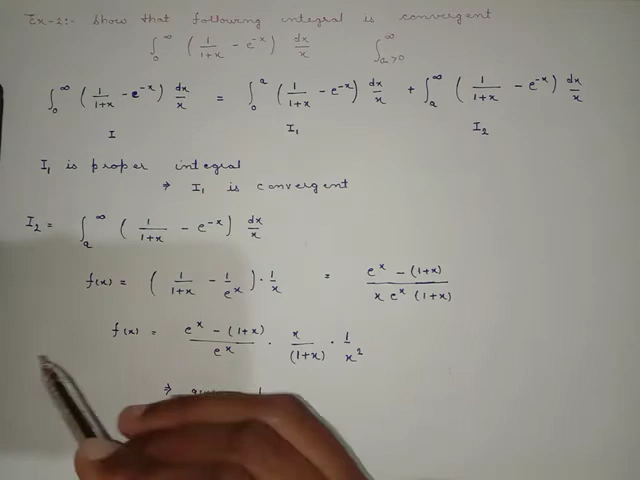 Ex-2:- Show that following integral is convergent
∫₀^∞ (1/(1+x) - e^(-x)) dx/x     ∫_{a>0}^∞
∫₀^∞ (1/(1+x) - e^(-x)) dx/x = ∫₀^a (1/(1+x) - e^(-x)) dx/x + ∫ₐ^∞ (1/(1+x) - e^(-x)) dx/x
I     I₁     I₂
I₁ is proper integral
⇒ I₁ is convergent
I₂ = ∫ₐ^∞ (1/(1+x) - e^(-x)) dx/x
f(x) = (1/(1+x) - 1/e^x) · 1/x = (e^x - (1+x))/(x e^x (1+x))
f(x) = (e^x - (1+x))/e^x · x/(1+x) · 1/x²
⇒